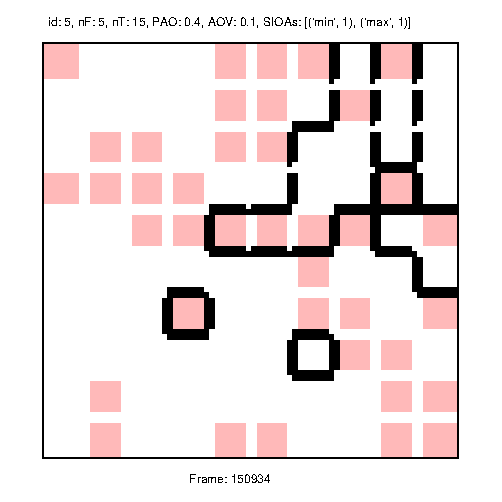 id: 5, nF: 5, nT: 15, PAO: 0.4, AOV: 0.1, SIOAs: [('min', 1), ('max', 1)]
Frame: 150934